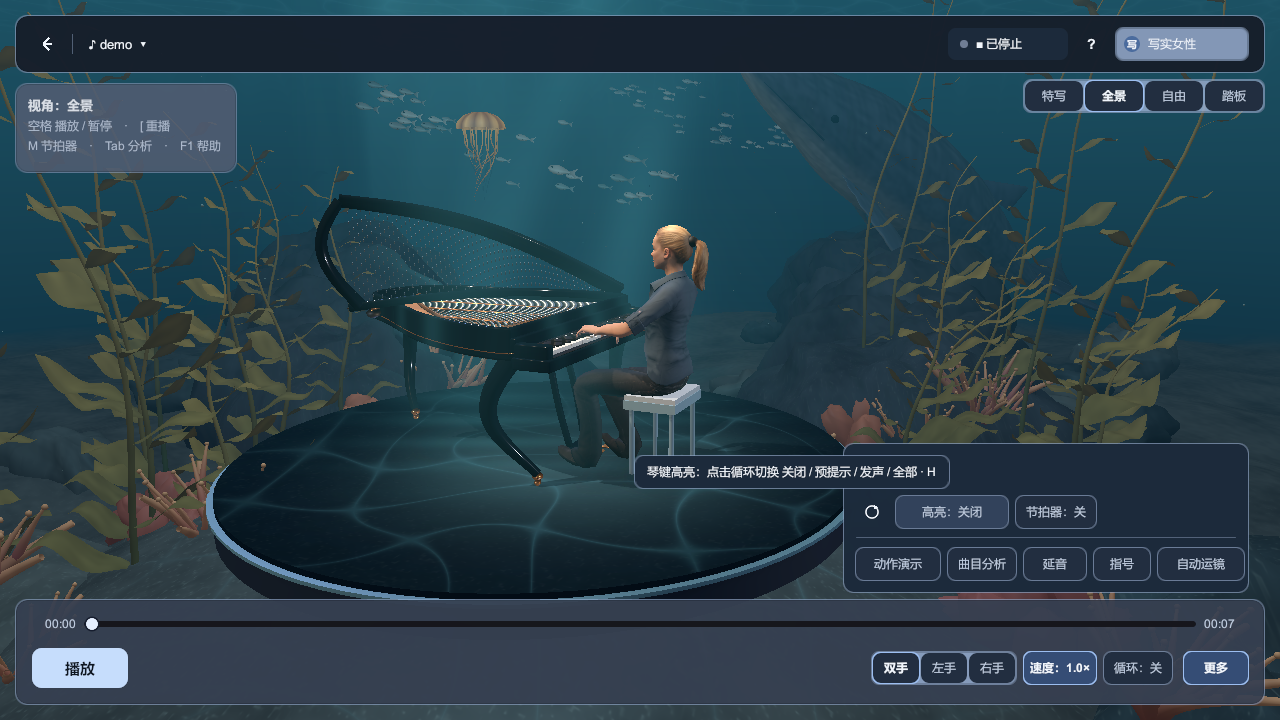 ♪ demo ▼
■ 已停止
?
写 写实女性
视角：全景
空格 播放 / 暂停 · [ 重播
M 节拍器 · Tab 分析 · F1 帮助
特写 全景 自由 踏板
琴键高亮：点击循环切换 关闭 / 预提示 / 发声 / 全部 · H
高亮：关闭 节拍器：关
动作演示 曲目分析 延音 指号 自动运镜
00:00 00:07
播放 双手 左手 右手 速度：1.0× 循环：关 更多